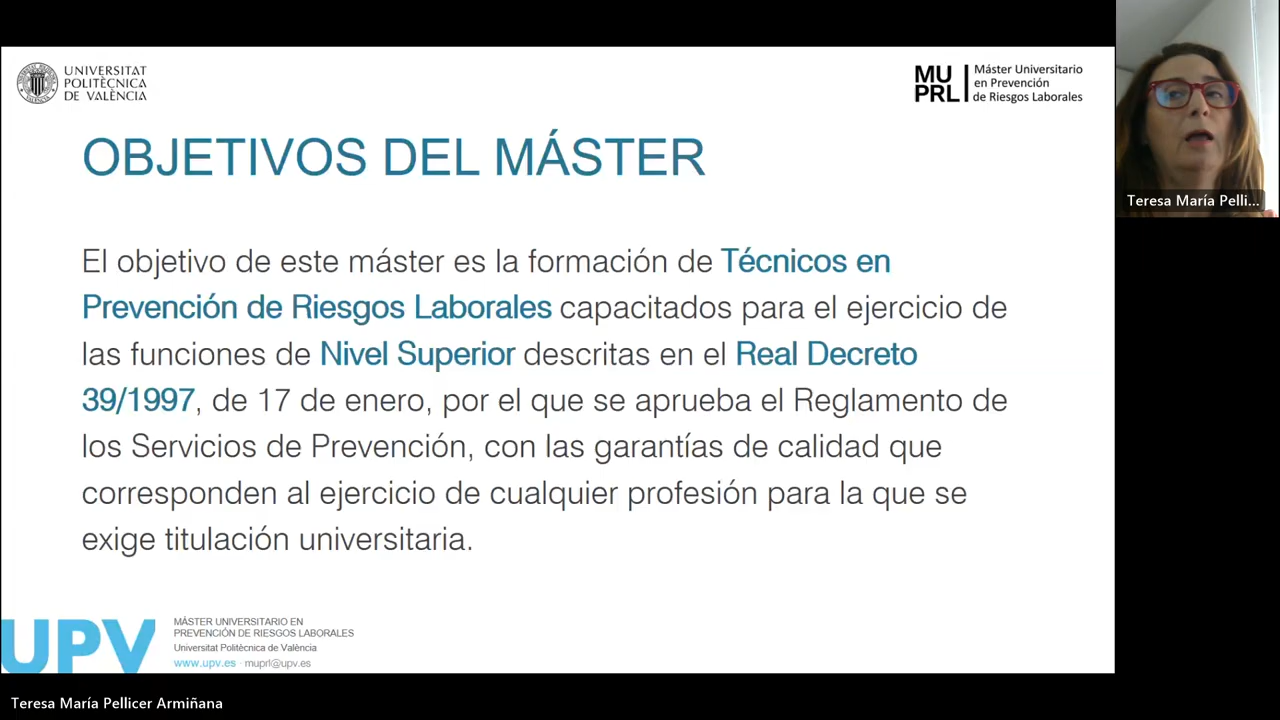 UNIVERSITAT
POLITÈCNICA
DE VALÈNCIA
MU
PRL
Máster Universitario
en Prevención
de Riesgos Laborales
OBJETIVOS DEL MÁSTER
El objetivo de este máster es la formación de Técnicos en
Prevención de Riesgos Laborales capacitados para el ejercicio de
las funciones de Nivel Superior descritas en el Real Decreto
39/1997, de 17 de enero, por el que se aprueba el Reglamento de
los Servicios de Prevención, con las garantías de calidad que
corresponden al ejercicio de cualquier profesión para la que se
exige titulación universitaria.
UPV
MÁSTER UNIVERSITARIO EN
PREVENCIÓN DE RIESGOS LABORALES
Universitat Politècnica de València
www.upv.es · muprl@upv.es
Teresa María Pelli...
Teresa María Pellicer Armiñana